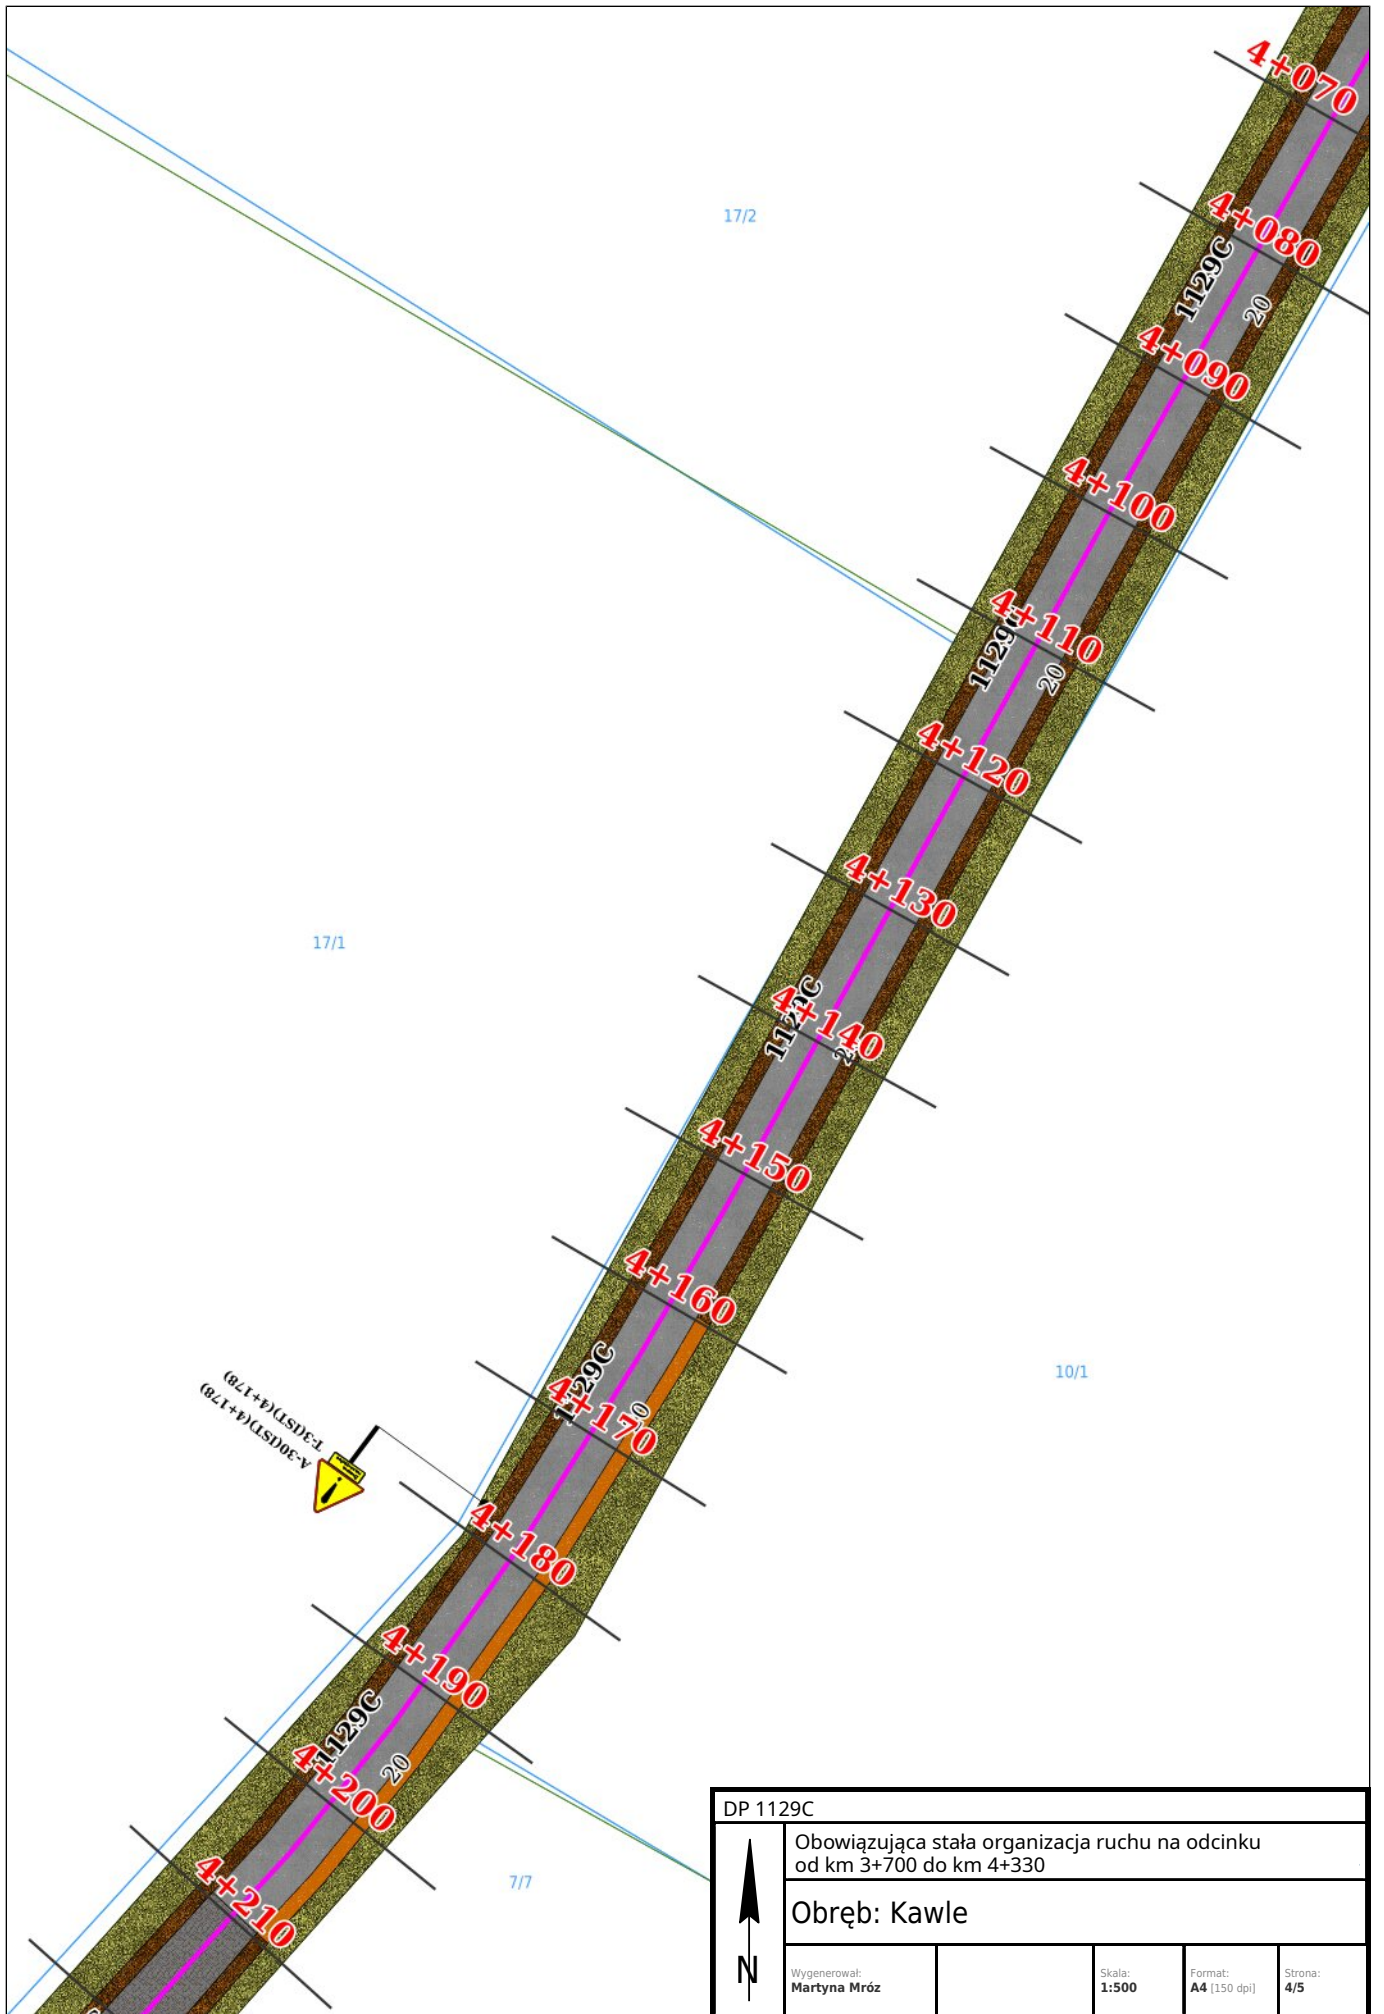 4+070
17/2
4+080
1129C
20
4+090
4+100
4+110
1129C
20
4+120
4+130
17/1
1129C
4+140
4+150
4+160
1129C
10/1
4+170
T-3(IST)(4+178)
A-30(IST)(4+178)
4+180
4+190
1129C
20
4+200
7/7
4+210
DP 1129C
Obowiązująca stała organizacja ruchu na odcinku
od km 3+700 do km 4+330
Obręb: Kawle
N
Wygenerował:
Martyna Mróz
Skala:
1:500
Format:
A4 [150 dpi]
Strona:
4/5